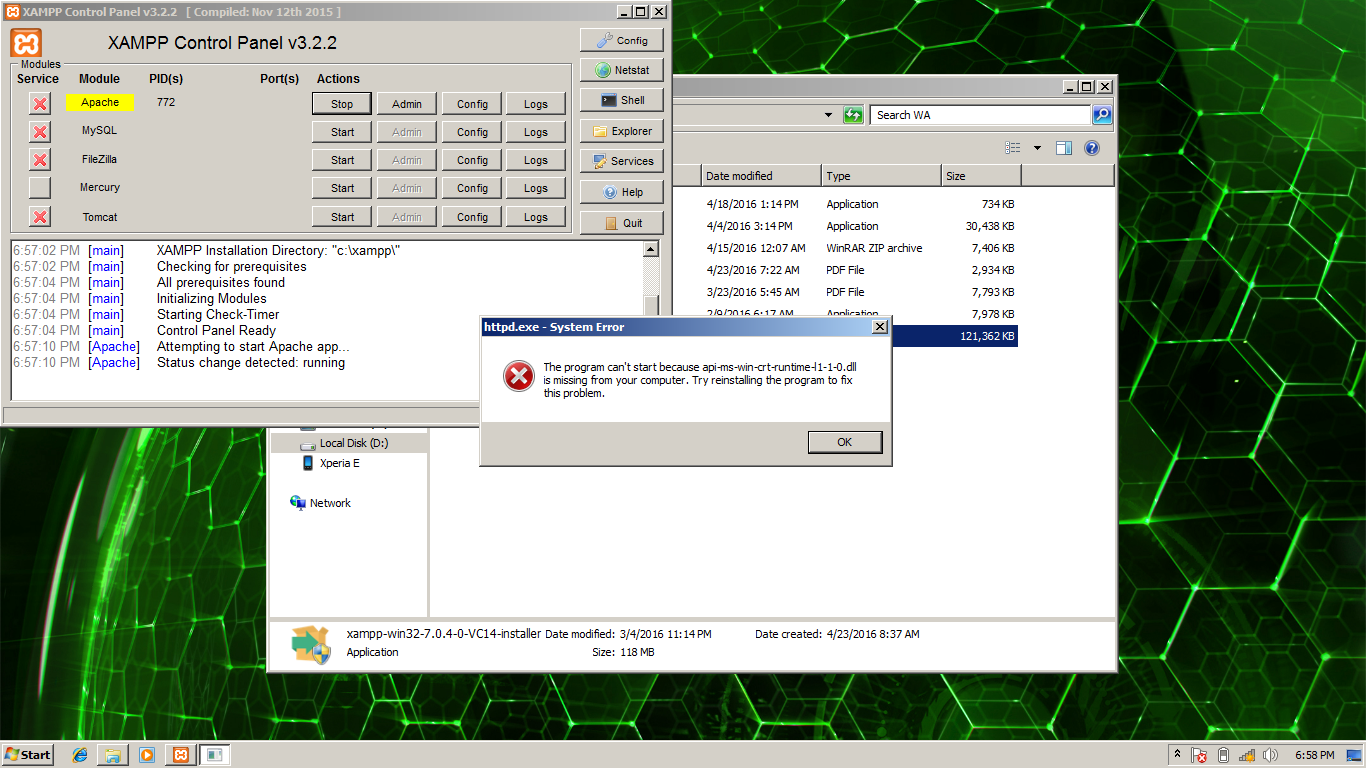 XAMPP Control Panel v3.2.2 [ Compiled: Nov 12th 2015 ]
XAMPP Control Panel v3.2.2
Config
Modules
Service Module PID(s) Port(s) Actions
Netstat
Apache 772 Stop Admin Config Logs
Shell
MySQL Start Admin Config Logs
Explorer
FileZilla Start Admin Config Logs
Services
Mercury Start Admin Config Logs
Help
Tomcat Start Admin Config Logs
Quit
6:57:02 PM [main] XAMPP Installation Directory: "c:\xampp\"
6:57:02 PM [main] Checking for prerequisites
6:57:04 PM [main] All prerequisites found
6:57:04 PM [main] Initializing Modules
6:57:04 PM [main] Starting Check-Timer
6:57:04 PM [main] Control Panel Ready
6:57:10 PM [Apache] Attempting to start Apache app...
6:57:10 PM [Apache] Status change detected: running
Search WA
Date modified Type Size
4/18/2016 1:14 PM Application 734 KB
4/4/2016 3:14 PM Application 30,438 KB
4/15/2016 12:07 AM WinRAR ZIP archive 7,406 KB
4/23/2016 7:22 AM PDF File 2,934 KB
3/23/2016 5:45 AM PDF File 7,793 KB
2/9/2016 6:17 AM Application 7,978 KB
121,362 KB
httpd.exe - System Error
The program can't start because api-ms-win-crt-runtime-l1-1-0.dll
is missing from your computer. Try reinstalling the program to fix
this problem.
OK
Local Disk (D:)
Xperia E
Network
xampp-win32-7.0.4-0-VC14-installer Date modified: 3/4/2016 11:14 PM Date created: 4/23/2016 8:37 AM
Application Size: 118 MB
Start
6:58 PM